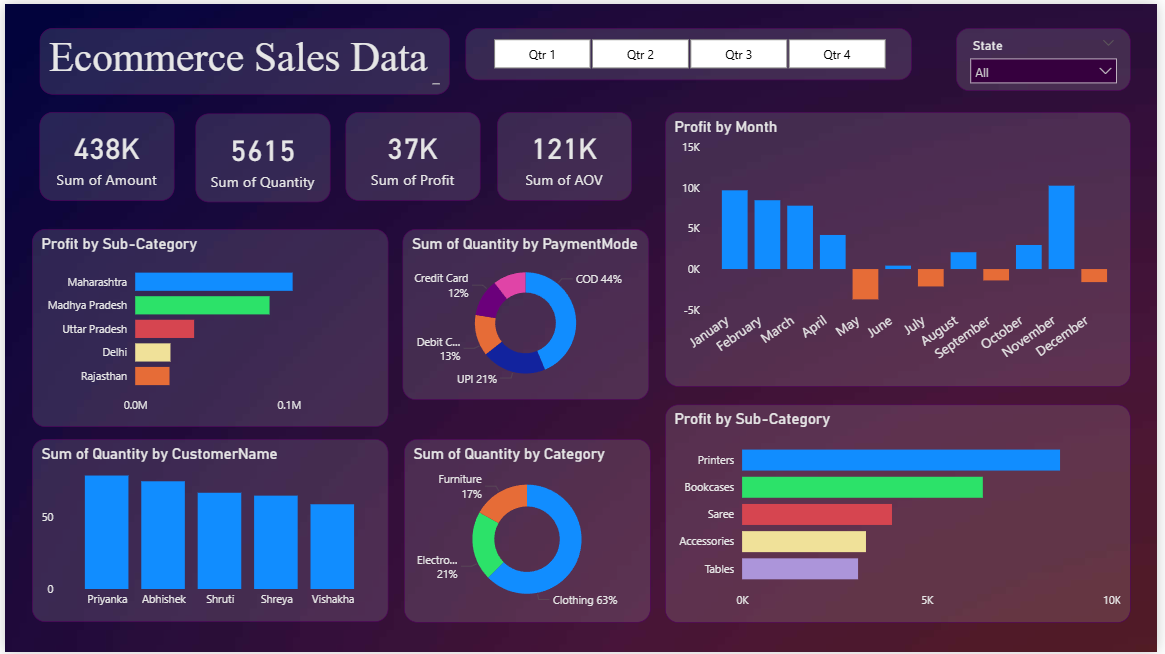 Ecommerce Sales Data _
Qtr 1
Qtr 2
Qtr 3
Qtr 4
State
All
438K
Sum of Amount
5615
Sum of Quantity
37K
Sum of Profit
121K
Sum of AOV
Profit by Month
15K
10K
5K
0K
-5K
January
February
March
April
May
June
July
August
September
October
November
December
Profit by Sub-Category
Maharashtra
Madhya Pradesh
Uttar Pradesh
Delhi
Rajasthan
0.0M
0.1M
Sum of Quantity by PaymentMode
Credit Card
12%
COD 44%
Debit C...
13%
UPI 21%
Sum of Quantity by CustomerName
50
0
Priyanka
Abhishek
Shruti
Shreya
Vishakha
Sum of Quantity by Category
Furniture
17%
Electro...
21%
Clothing 63%
Profit by Sub-Category
Printers
Bookcases
Saree
Accessories
Tables
0K
5K
10K